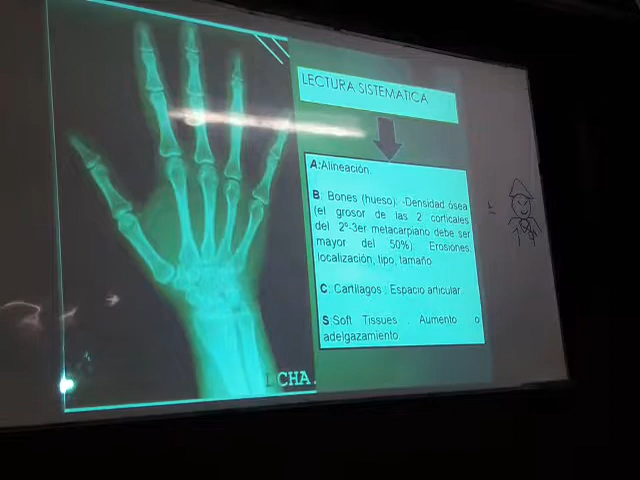 LECTURA SISTEMATICA
A:Alineación.
B: Bones (hueso): -Densidad ósea
(el grosor de las 2 corticales
del 2º-3er metacarpiano debe ser
mayor del 50%). Erosiones:
localización, tipo, tamaño
C: Cartílagos : Espacio articular
S:Soft Tissues . Aumento o
adelgazamiento.
CHA.